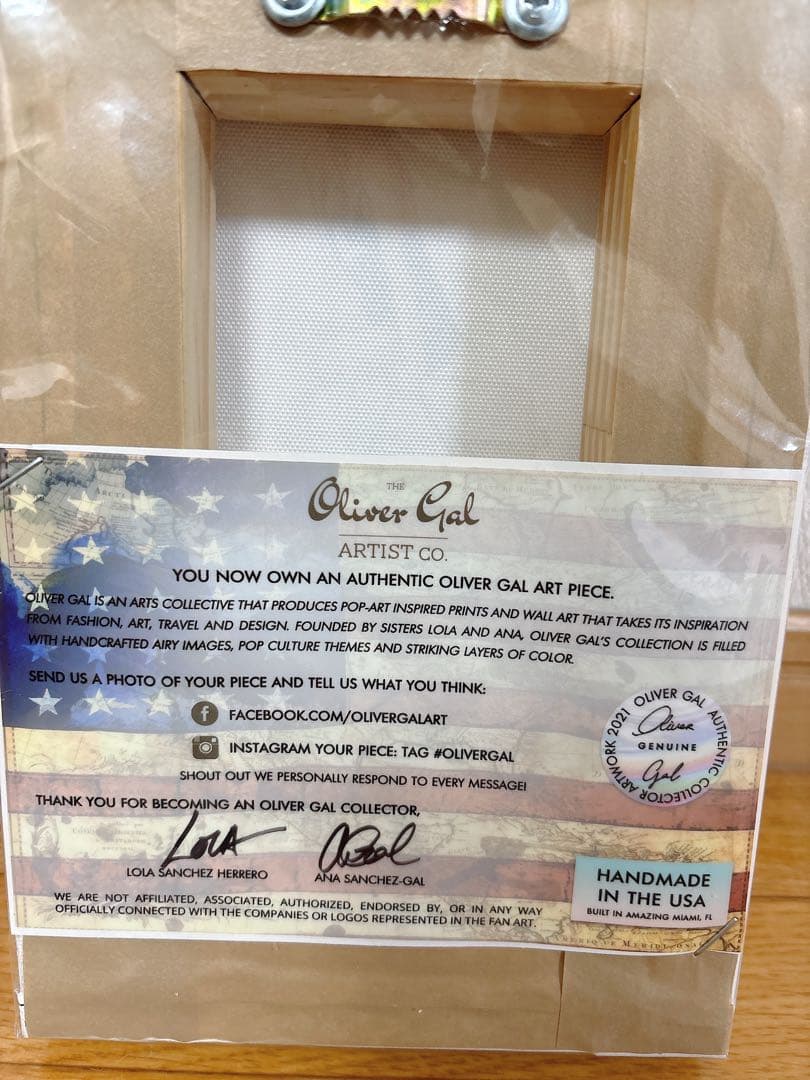 THE
Oliver Gal
ARTIST CO.
YOU NOW OWN AN AUTHENTIC OLIVER GAL ART PIECE.
OLIVER GAL IS AN ARTS COLLECTIVE THAT PRODUCES POP-ART INSPIRED PRINTS AND WALL ART THAT TAKES ITS INSPIRATION
FROM FASHION, ART, TRAVEL AND DESIGN. FOUNDED BY SISTERS LOLA AND ANA, OLIVER GAL'S COLLECTION IS FILLED
WITH HANDCRAFTED AIRY IMAGES, POP CULTURE THEMES AND STRIKING LAYERS OF COLOR.
SEND US A PHOTO OF YOUR PIECE AND TELL US WHAT YOU THINK:
FACEBOOK.COM/OLIVERGALART
INSTAGRAM YOUR PIECE: TAG #OLIVERGAL
SHOUT OUT WE PERSONALLY RESPOND TO EVERY MESSAGE!
THANK YOU FOR BECOMING AN OLIVER GAL COLLECTOR,
LOLA
LOLA SANCHEZ HERRERO
ANA SANCHEZ-GAL
WE ARE NOT AFFILIATED, ASSOCIATED, AUTHORIZED, ENDORSED BY, OR IN ANY WAY
OFFICIALLY CONNECTED WITH THE COMPANIES OR LOGOS REPRESENTED IN THE FAN ART.
OLIVER GAL AUTHENTIC COLLECTOR ARTWORK 2021
Oliver
GENUINE
Gal
HANDMADE
IN THE USA
BUILT IN AMAZING MIAMI, FL